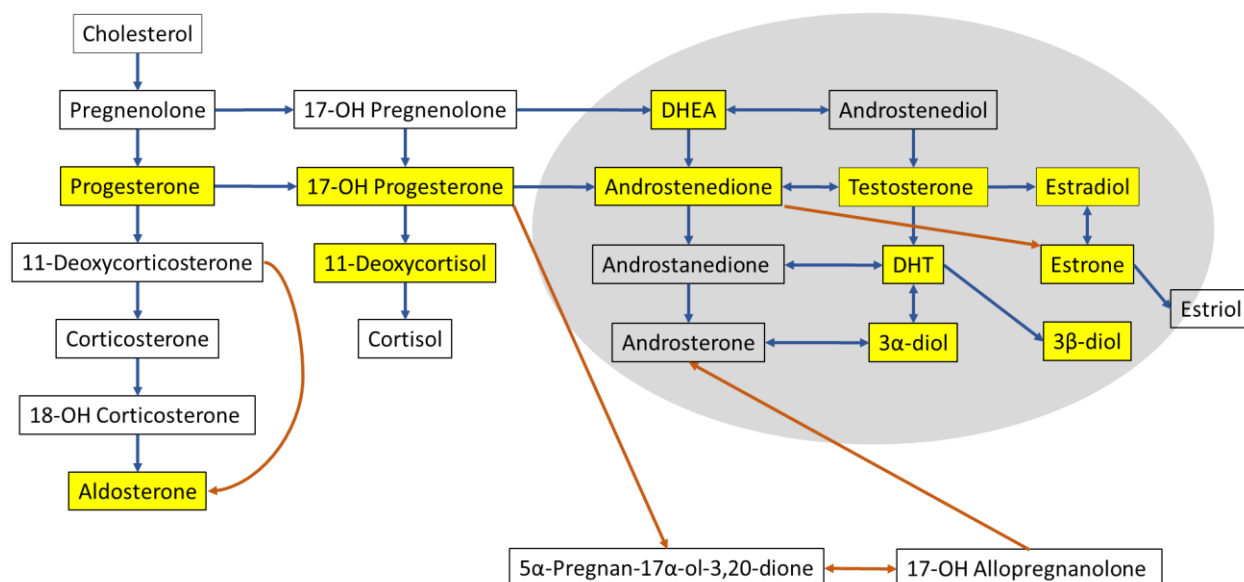 Cholesterol
Pregnenolone
17-OH Pregnenolone
DHEA
Androstenediol
Progesterone
17-OH Progesterone
Androstenedione
Testosterone
Estradiol
11-Deoxycorticosterone
11-Deoxycortisol
Androstanedione
DHT
Estrone
Estriol
Corticosterone
Cortisol
Androsterone
3α-diol
3β-diol
18-OH Corticosterone
Aldosterone
5α-Pregnan-17α-ol-3,20-dione
17-OH Allopregnanolone